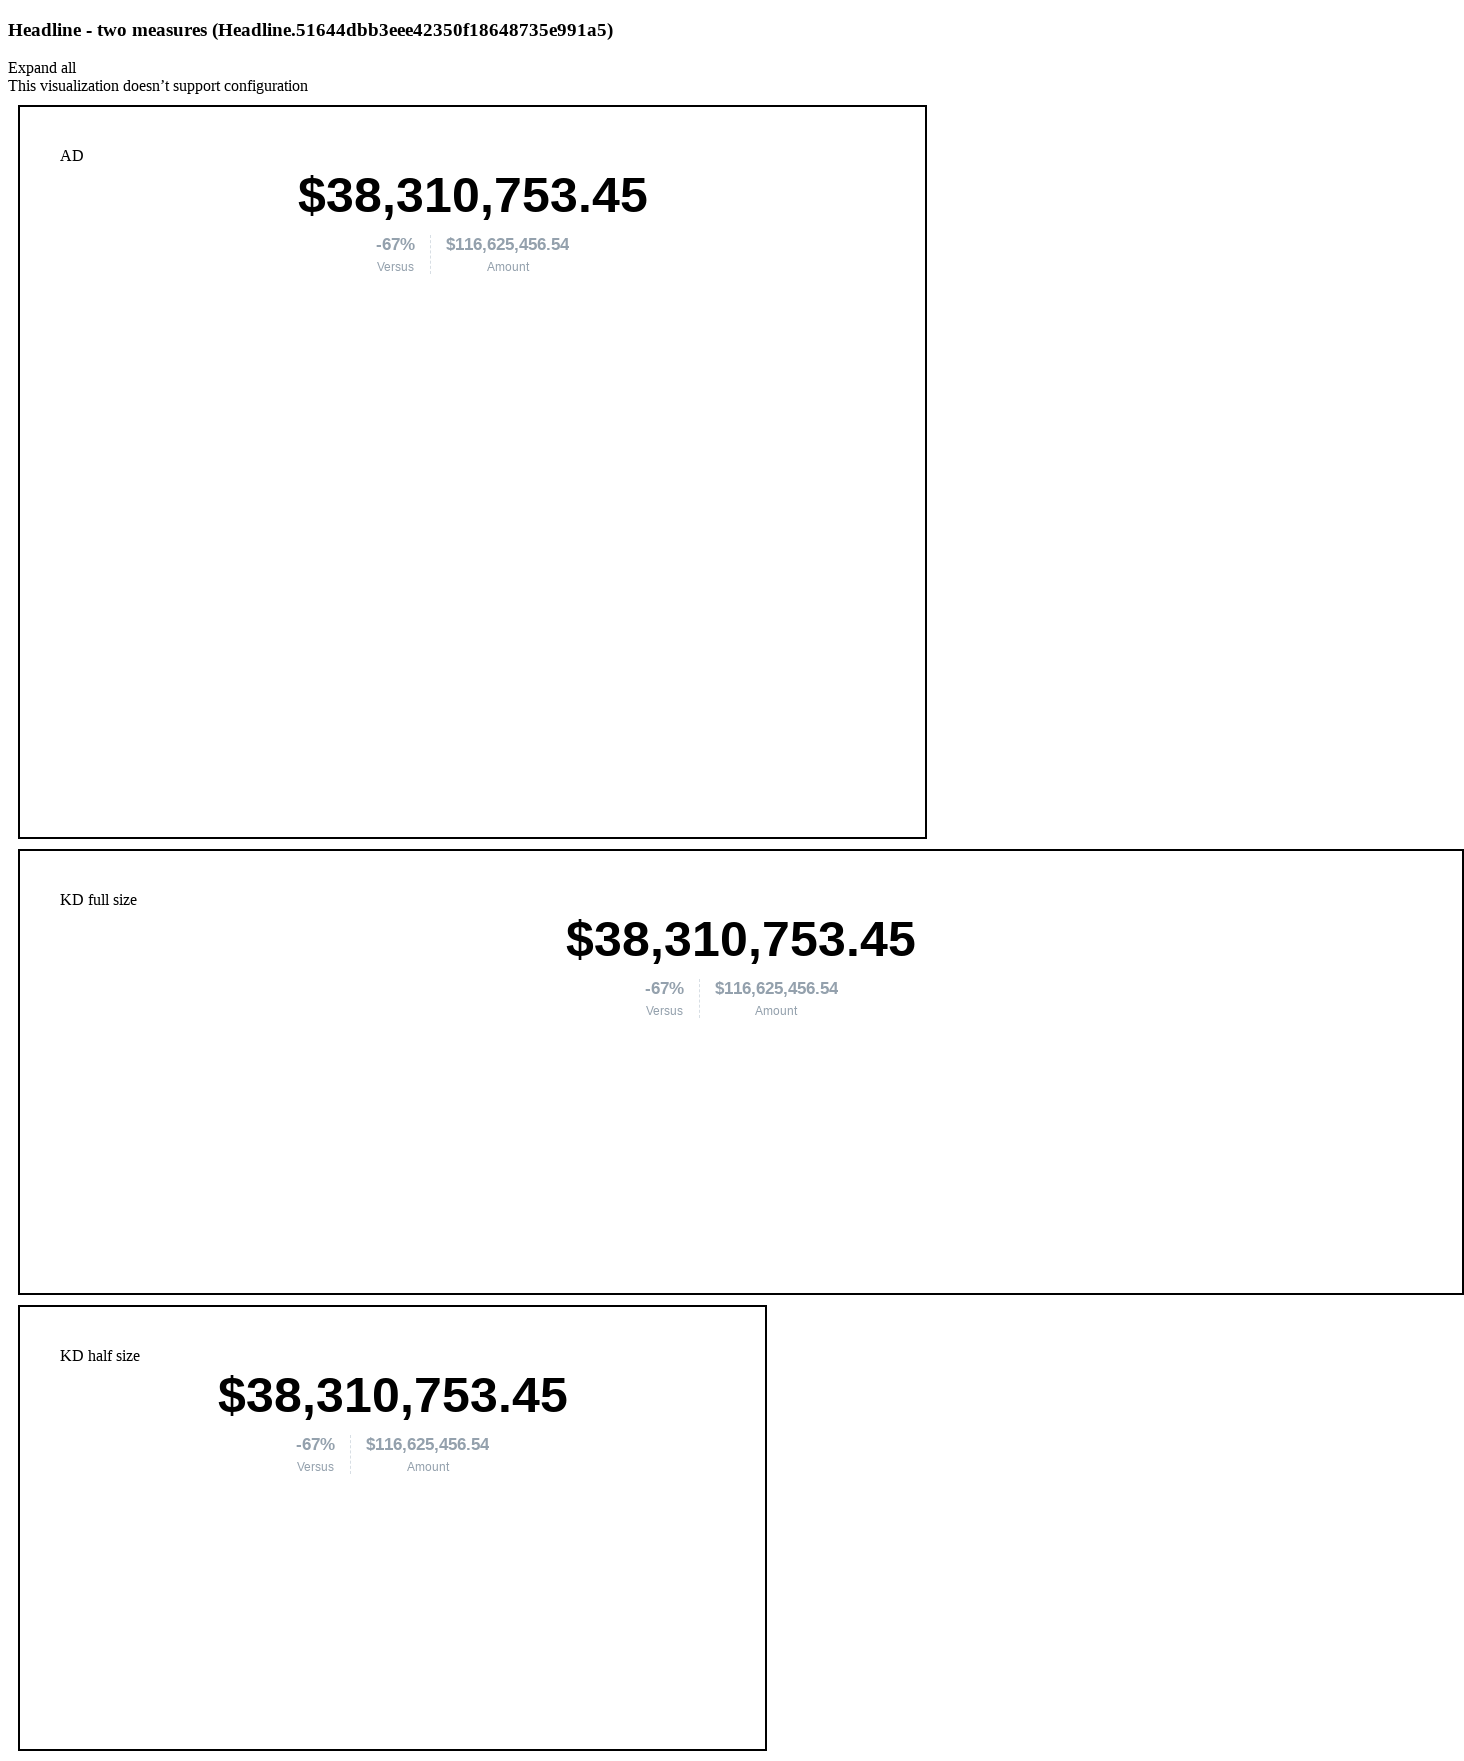 Headline - two measures (Headline.51644dbb3eee42350f18648735e991a5)
Expand all
This visualization doesn’t support configuration
AD
$38,310,753.45
-67% $116,625,456.54
Versus Amount
KD full size
$38,310,753.45
-67% $116,625,456.54
Versus Amount
KD half size
$38,310,753.45
-67% $116,625,456.54
Versus Amount